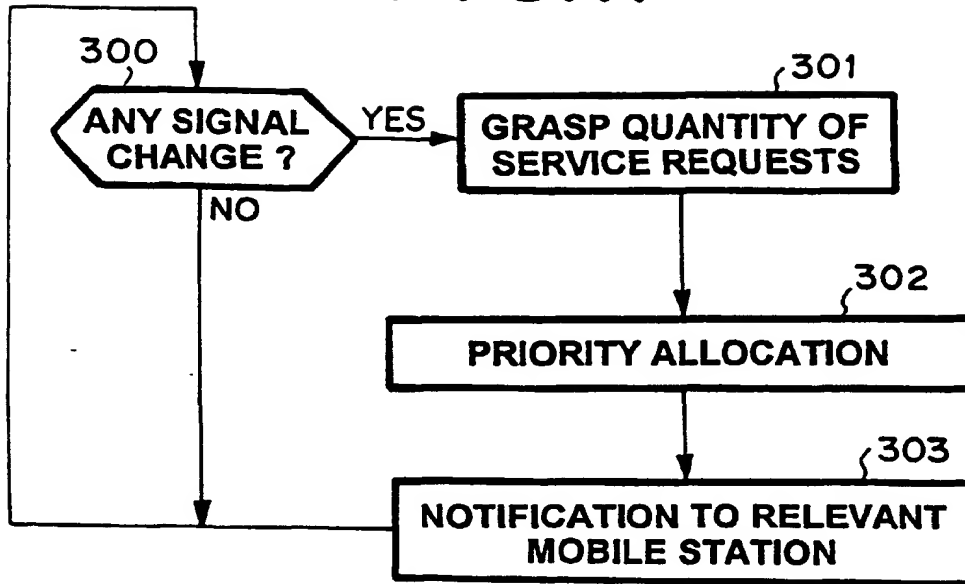 300
ANY SIGNAL
CHANGE ?
YES
NO
301
GRASP QUANTITY OF
SERVICE REQUESTS
302
PRIORITY ALLOCATION
303
NOTIFICATION TO RELEVANT
MOBILE STATION